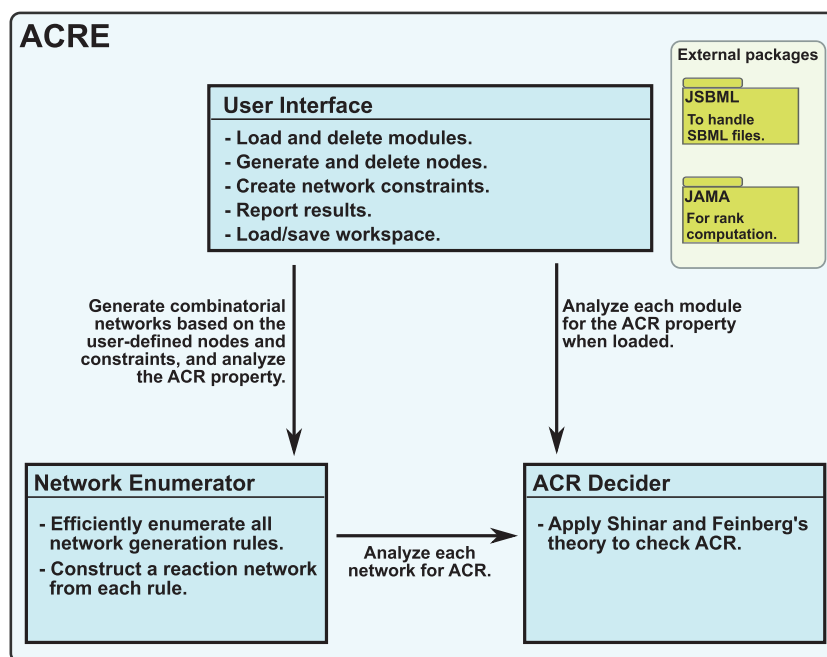 ACRE
External packages
JSBML
To handle
SBML files.
JAMA
For rank
computation.
User Interface
- Load and delete modules.
- Generate and delete nodes.
- Create network constraints.
- Report results.
- Load/save workspace.
Generate combinatorial
networks based on the
user-defined nodes and
constraints, and analyze
the ACR property.
Analyze each module
for the ACR property
when loaded.
Network Enumerator
- Efficiently enumerate all
network generation rules.
- Construct a reaction network
from each rule.
Analyze each
network for ACR.
ACR Decider
- Apply Shinar and Feinberg's
theory to check ACR.